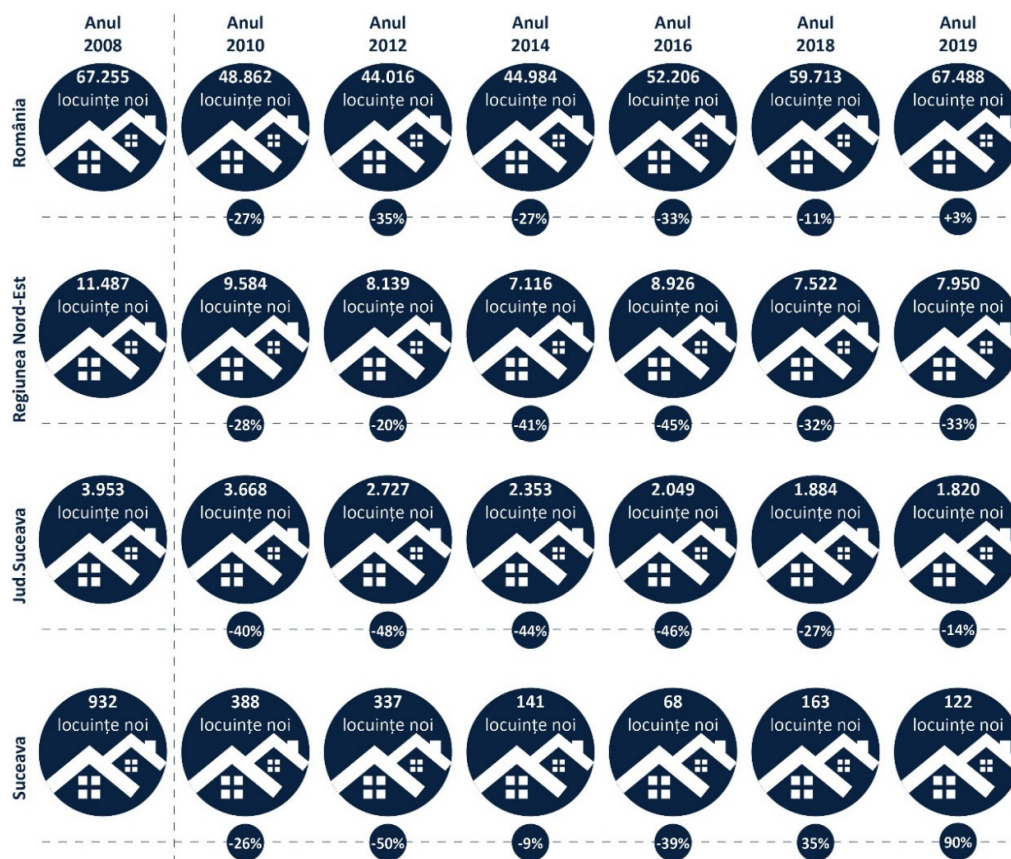 Anul 2008
Anul 2010
Anul 2012
Anul 2014
Anul 2016
Anul 2018
Anul 2019
România
67.255 locuințe noi
48.862 locuințe noi
44.016 locuințe noi
44.984 locuințe noi
52.206 locuințe noi
59.713 locuințe noi
67.488 locuințe noi
-27%
-35%
-27%
-33%
-11%
+3%
Regiunea Nord-Est
11.487 locuințe noi
9.584 locuințe noi
8.139 locuințe noi
7.116 locuințe noi
8.926 locuințe noi
7.522 locuințe noi
7.950 locuințe noi
-28%
-20%
-41%
-45%
-32%
-33%
Jud.Suceava
3.953 locuințe noi
3.668 locuințe noi
2.727 locuințe noi
2.353 locuințe noi
2.049 locuințe noi
1.884 locuințe noi
1.820 locuințe noi
-40%
-48%
-44%
-46%
-27%
-14%
Suceava
932 locuințe noi
388 locuințe noi
337 locuințe noi
141 locuințe noi
68 locuințe noi
163 locuințe noi
122 locuințe noi
-26%
-50%
-9%
-39%
35%
90%